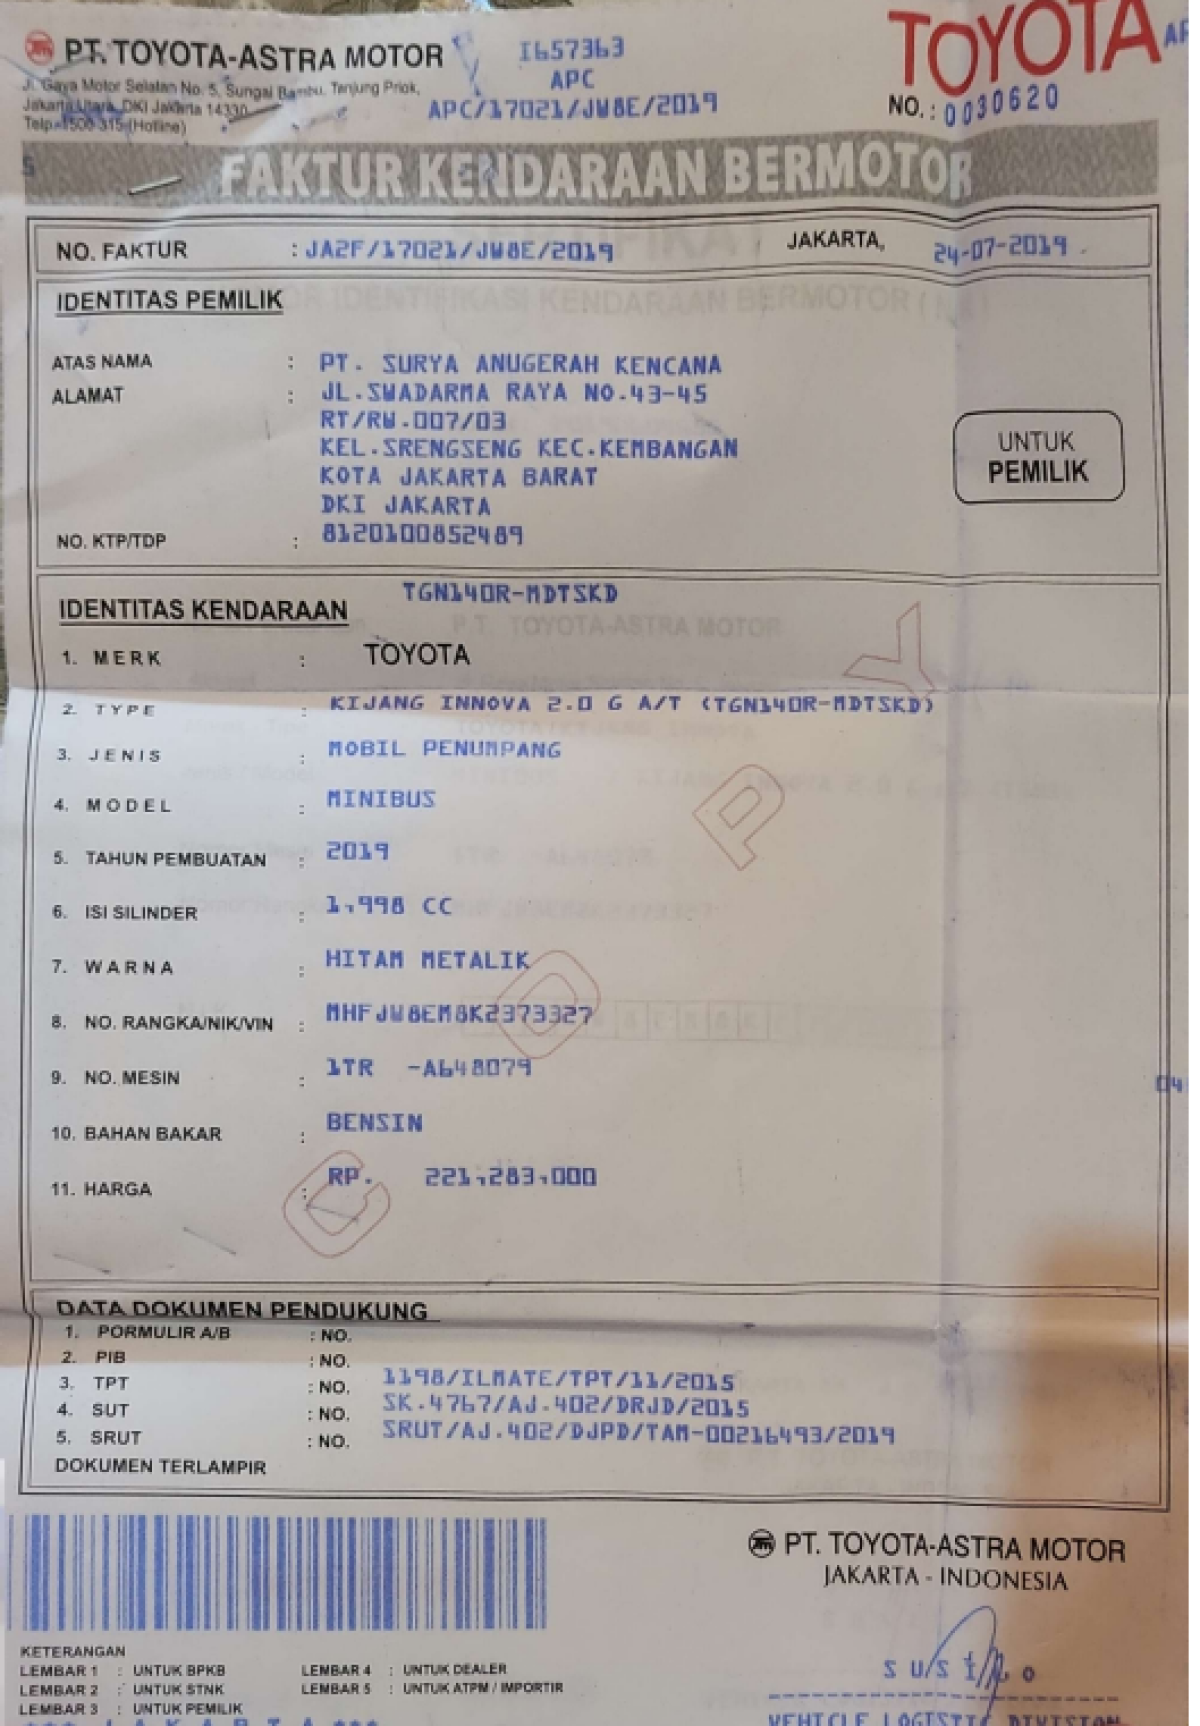 PT. TOYOTA-ASTRA MOTOR
Jl. Gaya Motor Selatan No. 5, Sungai Bambu, Tanjung Priok,
Jakarta Utara, DKI Jakarta 14330
Telp. 1500-315 (Hotline)
I657363
APC
APC/17021/JW8E/2019
TOYOTA
NO.: 0030620
FAKTUR KENDARAAN BERMOTOR
NO. FAKTUR : JA2F/17021/JW8E/2019 JAKARTA, 24-07-2019
IDENTITAS PEMILIK
ATAS NAMA : PT. SURYA ANUGERAH KENCANA
ALAMAT : JL.SWADARMA RAYA NO.43-45
RT/RW.007/03
KEL.SRENGSENG KEC.KEMBANGAN
KOTA JAKARTA BARAT
DKI JAKARTA
NO. KTP/TDP : 8120100852489
UNTUK
PEMILIK
TGN140R-MDTSKD
IDENTITAS KENDARAAN
1. MERK : TOYOTA
2. TYPE : KIJANG INNOVA 2.0 G A/T (TGN140R-MDTSKD)
3. JENIS : MOBIL PENUMPANG
4. MODEL : MINIBUS
5. TAHUN PEMBUATAN : 2019
6. ISI SILINDER : 1,998 CC
7. WARNA : HITAM METALIK
8. NO. RANGKA/NIK/VIN : MHFJW8EM8K2373327
9. NO. MESIN : 1TR -A648079
10. BAHAN BAKAR : BENSIN
11. HARGA : RP. 221,283,000
COPY
DATA DOKUMEN PENDUKUNG
1. PORMULIR A/B : NO.
2. PIB : NO.
3. TPT : NO. 1198/ILMATE/TPT/11/2015
4. SUT : NO. SK.4767/AJ.402/DRJD/2015
5. SRUT : NO. SRUT/AJ.402/DJPD/TAM-00216493/2019
DOKUMEN TERLAMPIR
PT. TOYOTA-ASTRA MOTOR
JAKARTA - INDONESIA
KETERANGAN
LEMBAR 1 : UNTUK BPKB LEMBAR 4 : UNTUK DEALER
LEMBAR 2 : UNTUK STNK LEMBAR 5 : UNTUK ATPM / IMPORTIR
LEMBAR 3 : UNTUK PEMILIK
*** J A K A R T A ***
VEHICLE LOGISTIC DIVISION